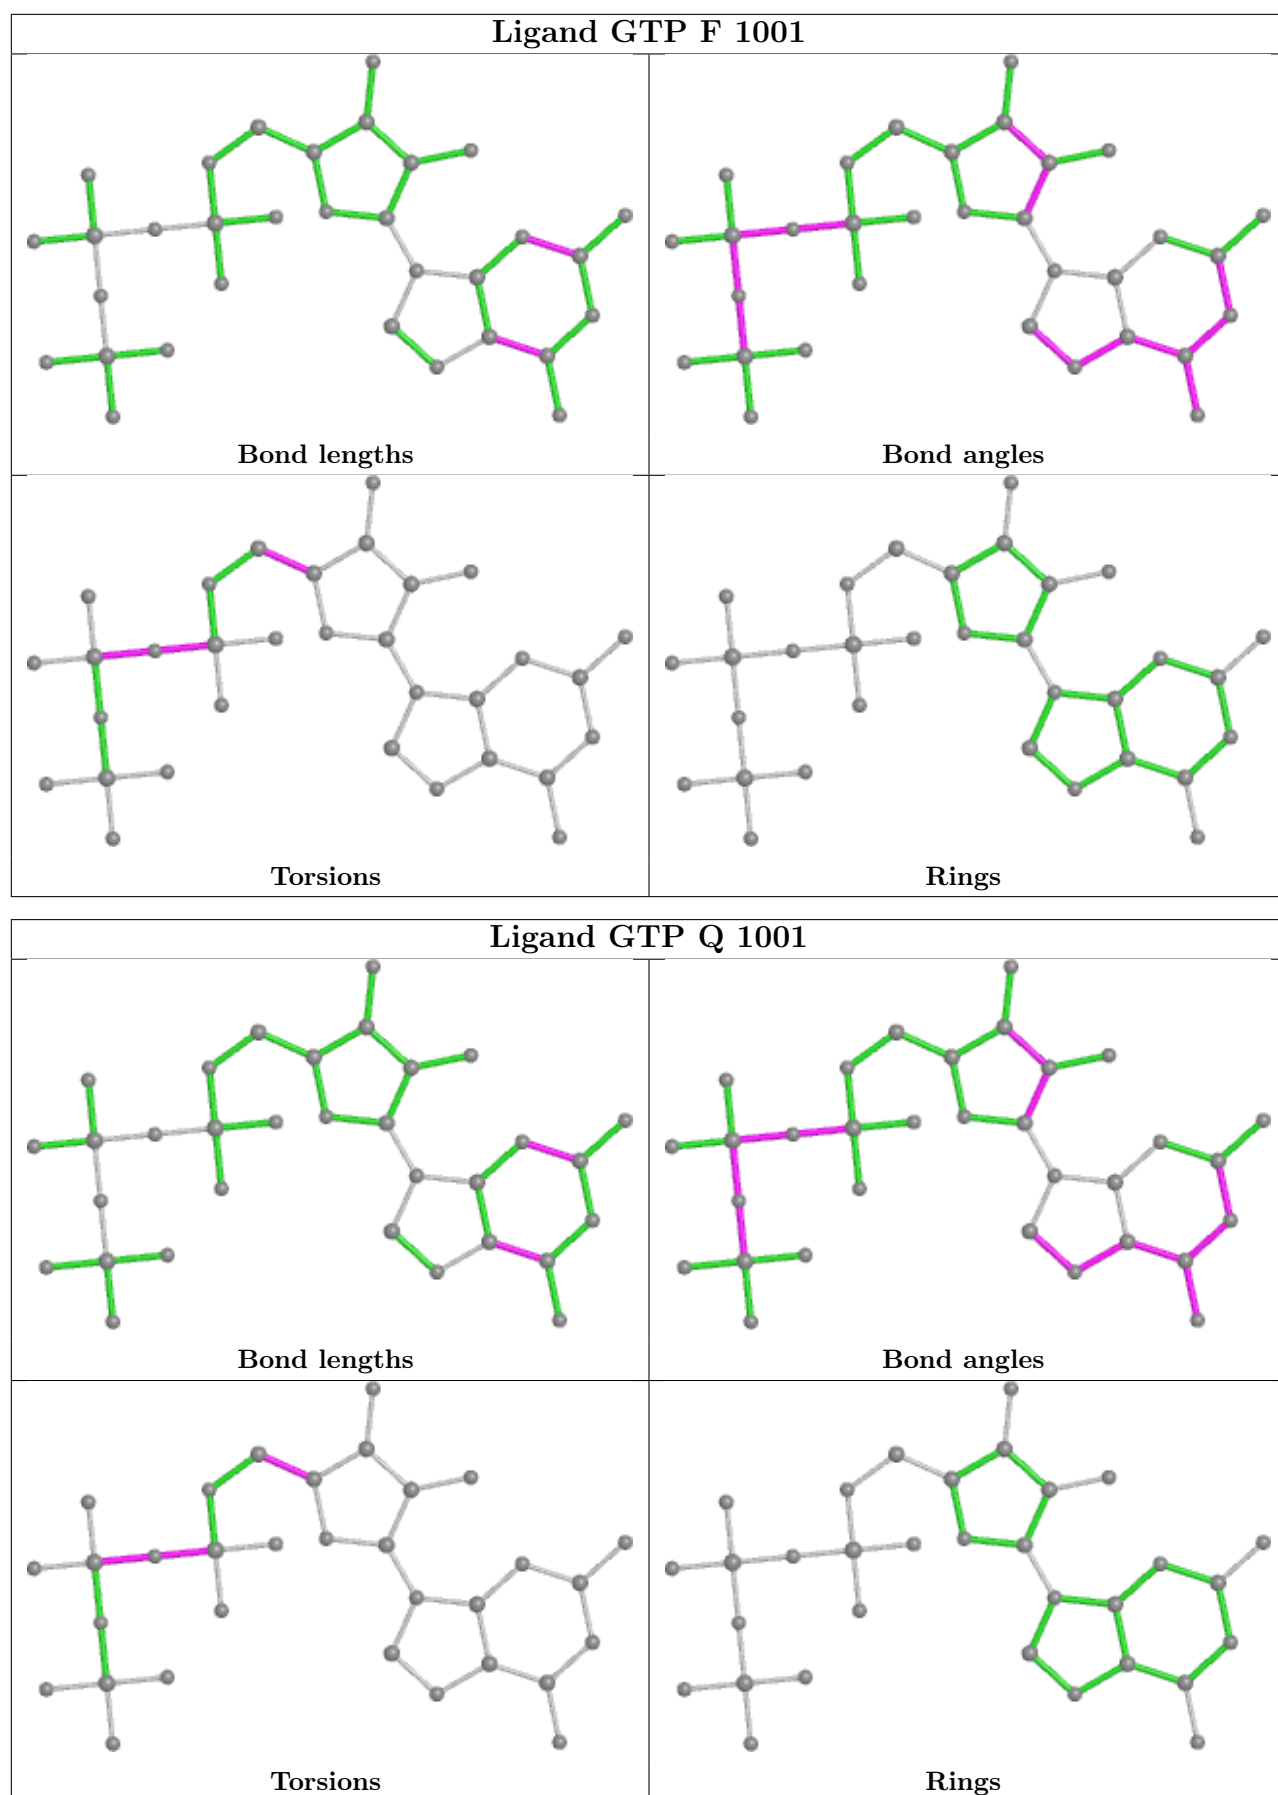 Ligand GTP F 1001
Bond lengths
Bond angles
Torsions
Rings
Ligand GTP Q 1001
Bond lengths
Bond angles
Torsions
Rings